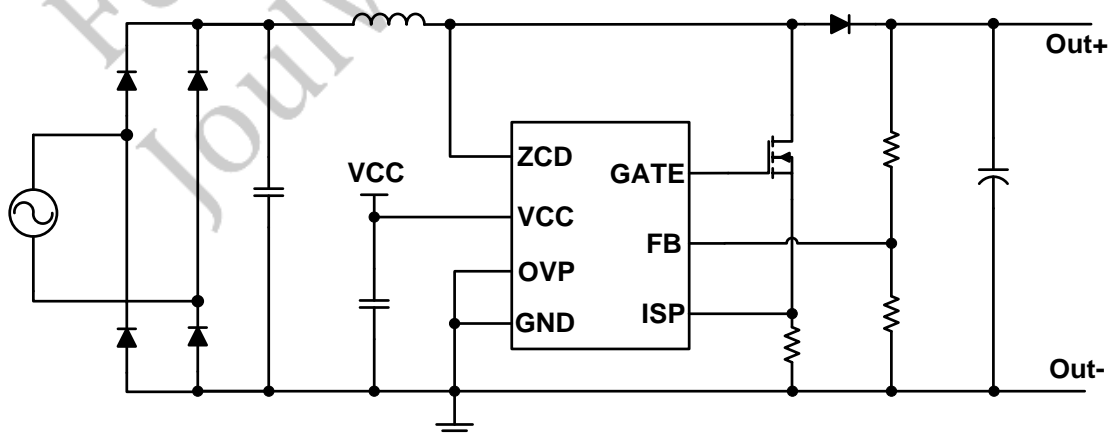 Out+
ZCD
GATE
VCC
VCC
FB
OVP
ISP
GND
Out-